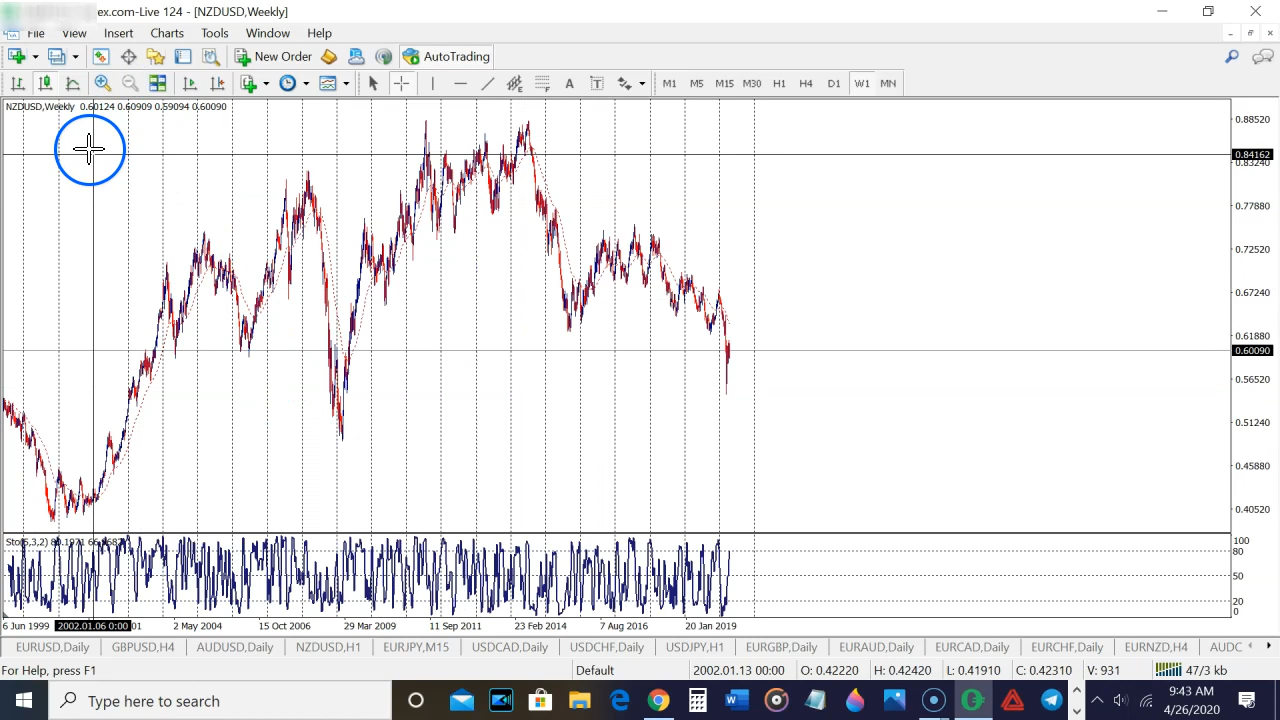 ex.com-Live 124 - [NZDUSD,Weekly]
File View Insert Charts Tools Window Help
New Order AutoTrading
A T M1 M5 M15 M30 H1 H4 D1 W1 MN
NZDUSD,Weekly 0.60124 0.60909 0.59094 0.60090
0.88520
0.84162
0.83240
0.77880
0.72520
0.67240
0.61880
0.60090
0.56520
0.51240
0.45880
0.40520
100
80
50
20
0
6 Jun 1999 2002.01.06 0:00 01 2 May 2004 15 Oct 2006 29 Mar 2009 11 Sep 2011 23 Feb 2014 7 Aug 2016 20 Jan 2019
EURUSD,Daily GBPUSD,H4 AUDUSD,Daily NZDUSD,H1 EURJPY,M15 USDCAD,Daily USDCHF,Daily USDJPY,H1 EURGBP,Daily EURAUD,Daily EURCAD,Daily EURCHF,Daily EURNZD,H4 AUDC
For Help, press F1 Default 2002.01.13 00:00 O: 0.42220 H: 0.42420 L: 0.41910 C: 0.42310 V: 931 47/3 kb
Type here to search
9:43 AM
4/26/2020